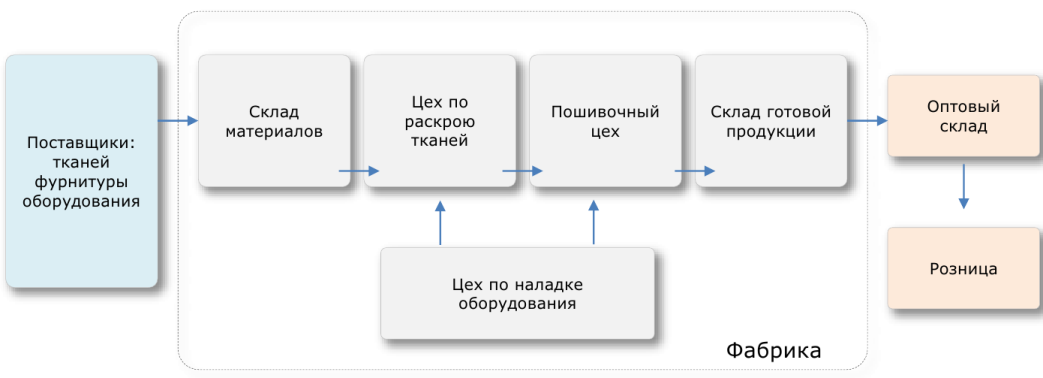 Поставщики:
тканей
фурнитуры
оборудования
Склад
материалов
Цех по
раскрою
тканей
Пошивочный
цех
Склад готовой
продукции
Оптовый
склад
Розница
Цех по наладке
оборудования
Фабрика